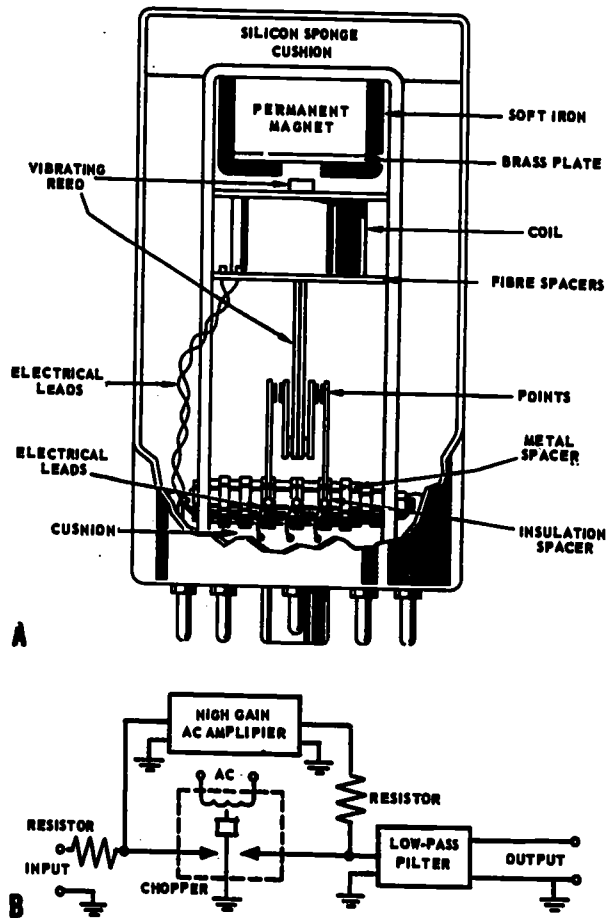 SILICON SPONGE
CUSHION
PERMANENT
MAGNET
SOFT IRON
BRASS PLATE
VIBRATING
REED
COIL
FIBRE SPACERS
ELECTRICAL
LEADS
POINTS
ELECTRICAL
LEADS
METAL
SPACER
CUSHION
INSULATION
SPACER
A
HIGH GAIN
AC AMPLIFIER
AC
RESISTOR
RESISTOR
INPUT
CHOPPER
LOW-PASS
FILTER
OUTPUT
B